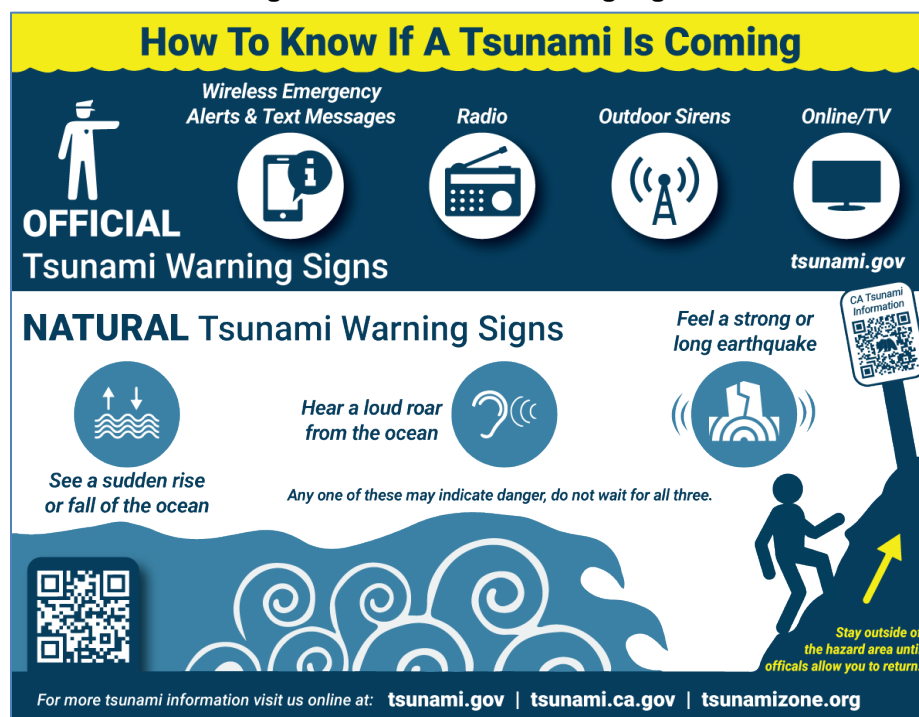 How To Know If A Tsunami Is Coming
Wireless Emergency
Alerts & Text Messages
Radio
Outdoor Sirens
Online/TV
OFFICIAL
Tsunami Warning Signs
tsunami.gov
NATURAL Tsunami Warning Signs
Feel a strong or
long earthquake
CA Tsunami
Information
Hear a loud roar
from the ocean
See a sudden rise
or fall of the ocean
Any one of these may indicate danger, do not wait for all three.
Stay outside of
the hazard area until
officals allow you to return.
For more tsunami information visit us online at: tsunami.gov | tsunami.ca.gov | tsunamizone.org